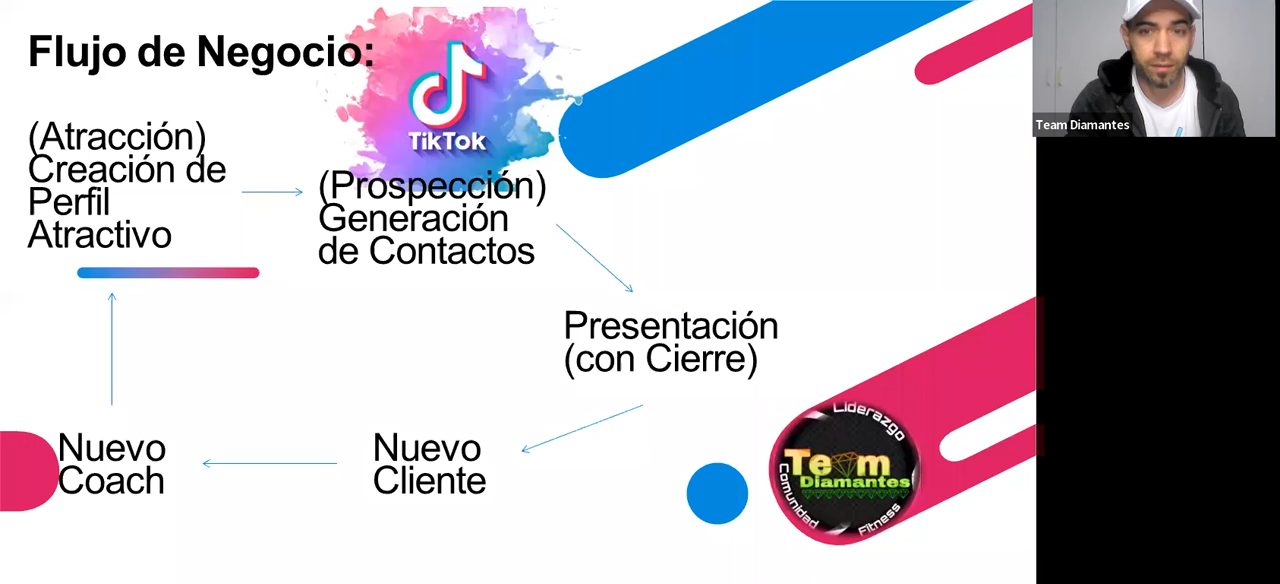 Flujo de Negocio:
TikTok
(Atracción)
Creación de
Perfil
Atractivo
(Prospección)
Generación
de Contactos
Presentación
(con Cierre)
Nuevo
Cliente
Nuevo
Coach
Liderazgo
Team
Diamantes
Comunidad
Fitness
Team Diamantes